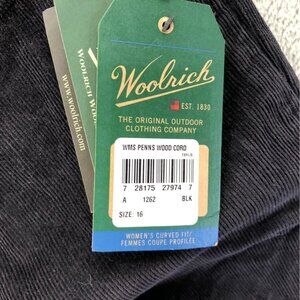 Woolrich
EST. 1830
THE ORIGINAL OUTDOOR
CLOTHING COMPANY
WMS PENNS WOOD CORD
7 28175 27974 7
A 1262 BLK
SIZE: 16
WOMEN'S CURVED FIT/
FEMMES COUPE PROFILÉE
www.woolrich.com
WOOLRICH